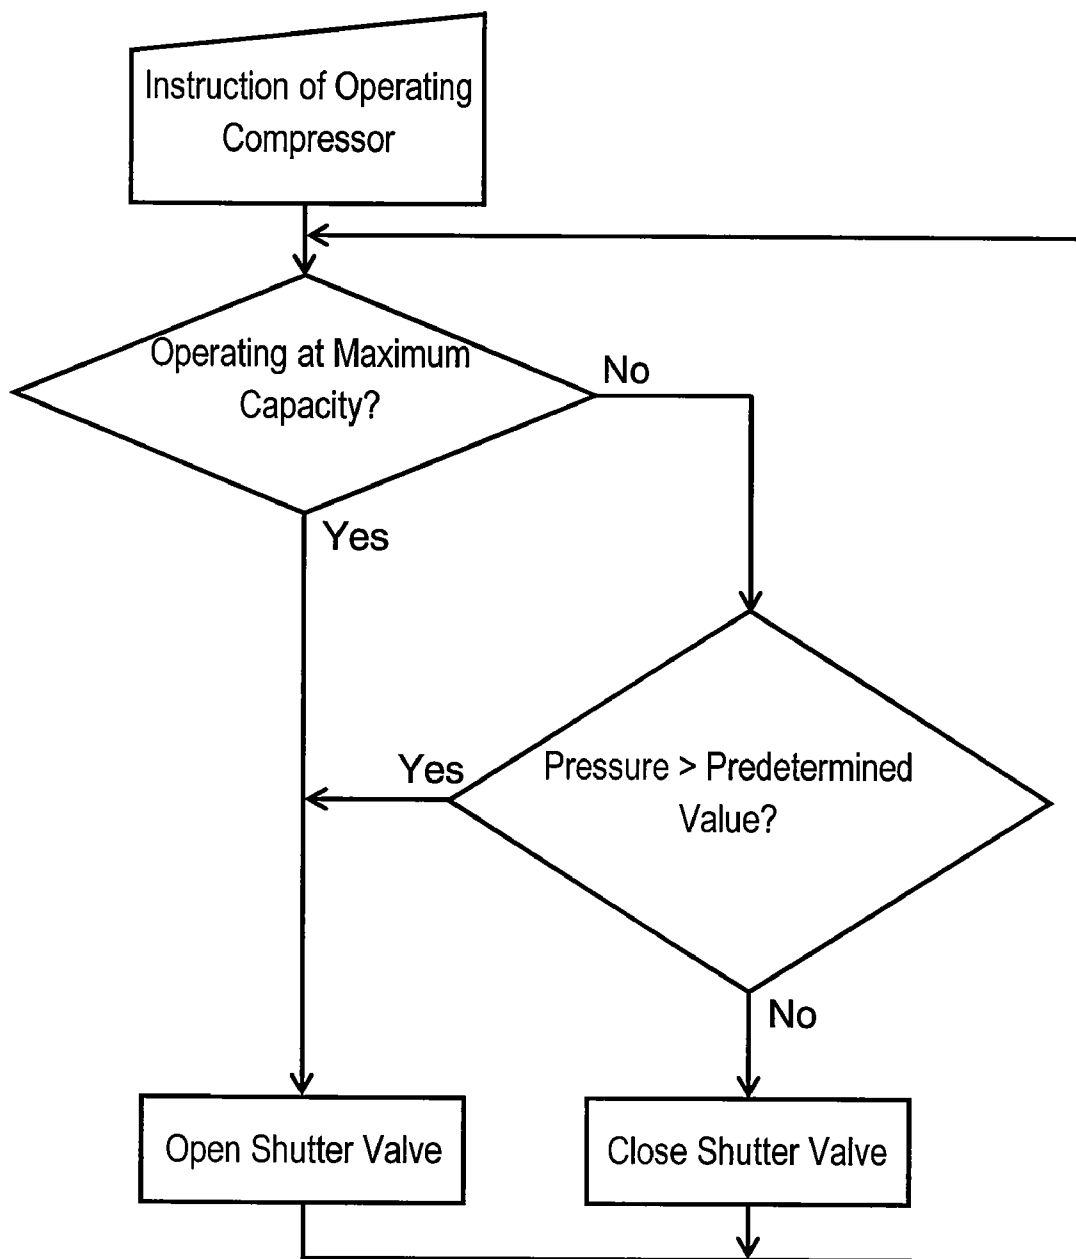 Instruction of Operating
Compressor
Operating at Maximum
Capacity?
No
Yes
Yes
Pressure > Predetermined
Value?
No
Open Shutter Valve
Close Shutter Valve